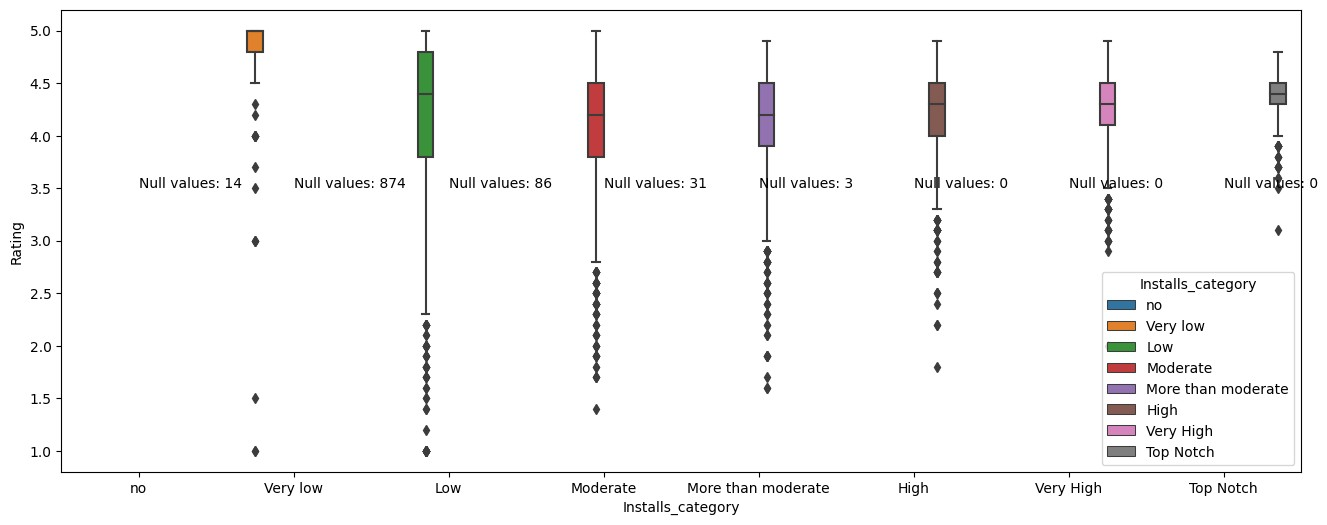 5.0
4.5
4.0
3.5
3.0
2.5
2.0
1.5
1.0
Rating
Null values: 14
Null values: 874
Null values: 86
Null values: 31
Null values: 3
Null values: 0
Null values: 0
Null values: 0
Installs_category
no
Very low
Low
Moderate
More than moderate
High
Very High
Top Notch
no
Very low
Low
Moderate
More than moderate
High
Very High
Top Notch
Installs_category